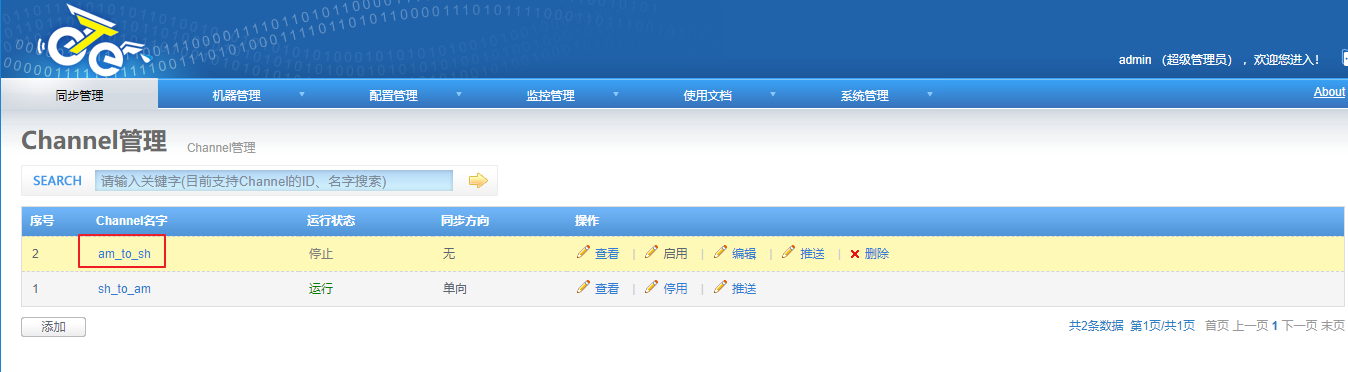 admin （超级管理员），欢迎您进入！
同步管理 机器管理 配置管理 监控管理 使用文档 系统管理 About
Channel管理 Channel管理
SEARCH 请输入关键字(目前支持Channel的ID、名字搜索)
序号 Channel名字 运行状态 同步方向 操作
2 am_to_sh 停止 无 查看 | 启用 | 编辑 | 推送 | 删除
1 sh_to_am 运行 单向 查看 | 停用 | 推送
添加 共2条数据 第1页/共1页 首页 上一页 1 下一页 末页